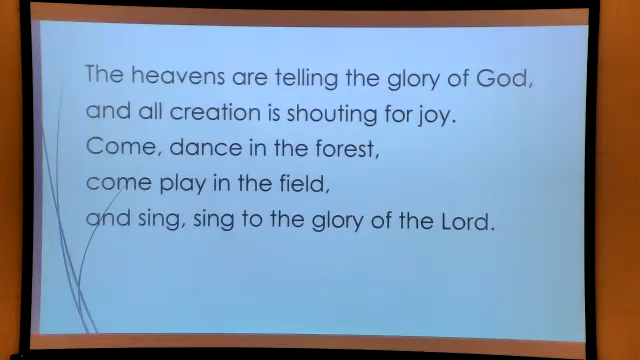 The heavens are telling the glory of God,
and all creation is shouting for joy.
Come, dance in the forest,
come play in the field,
and sing, sing to the glory of the Lord.